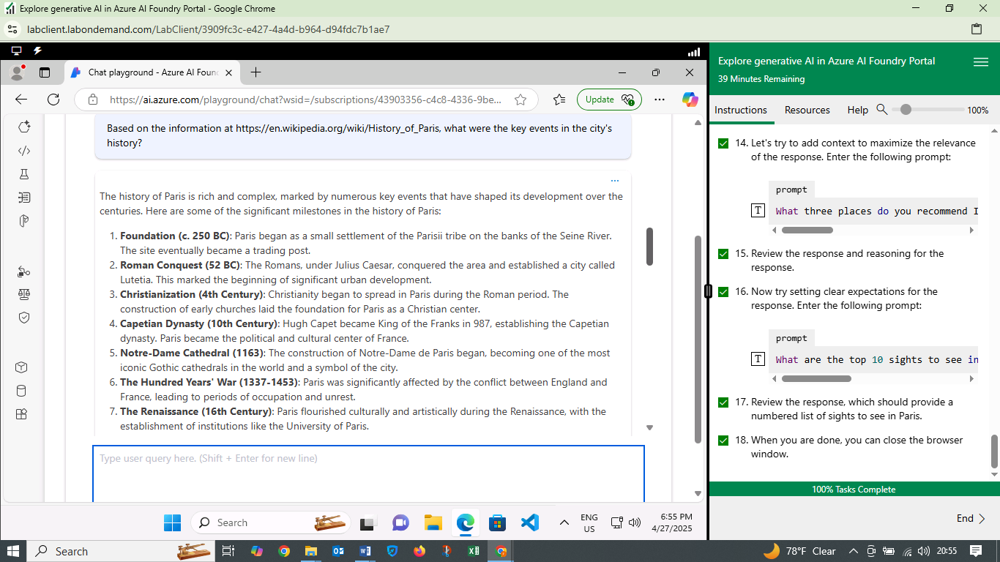 Explore generative AI in Azure AI Foundry Portal - Google Chrome
labclient.labondemand.com/LabClient/3909fc3c-e427-4a4d-b964-d94fdc7b1ae7
Chat playground - Azure AI Foun
https://ai.azure.com/playground/chat?wsid=/subscriptions/43903356-c4c8-4336-9be...
Update
Based on the information at https://en.wikipedia.org/wiki/History_of_Paris, what were the key events in the city's
history?
The history of Paris is rich and complex, marked by numerous key events that have shaped its development over the
centuries. Here are some of the significant milestones in the history of Paris:
1. Foundation (c. 250 BC): Paris began as a small settlement of the Parisii tribe on the banks of the Seine River.
The site eventually became a trading post.
2. Roman Conquest (52 BC): The Romans, under Julius Caesar, conquered the area and established a city called
Lutetia. This marked the beginning of significant urban development.
3. Christianization (4th Century): Christianity began to spread in Paris during the Roman period. The
construction of early churches laid the foundation for Paris as a Christian center.
4. Capetian Dynasty (10th Century): Hugh Capet became King of the Franks in 987, establishing the Capetian
dynasty. Paris became the political and cultural center of France.
5. Notre-Dame Cathedral (1163): The construction of Notre-Dame de Paris began, becoming one of the most
iconic Gothic cathedrals in the world and a symbol of the city.
6. The Hundred Years' War (1337-1453): Paris was significantly affected by the conflict between England and
France, leading to periods of occupation and unrest.
7. The Renaissance (16th Century): Paris flourished culturally and artistically during the Renaissance, with the
establishment of institutions like the University of Paris.
Type user query here. (Shift + Enter for new line)
Search
ENG
US
6:55 PM
4/27/2025
Explore generative AI in Azure AI Foundry Portal
39 Minutes Remaining
Instructions Resources Help 100%
14. Let's try to add context to maximize the relevance
of the response. Enter the following prompt:
prompt
T What three places do you recommend I
15. Review the response and reasoning for the
response.
16. Now try setting clear expectations for the
response. Enter the following prompt:
prompt
T What are the top 10 sights to see in
17. Review the response, which should provide a
numbered list of sights to see in Paris.
18. When you are done, you can close the browser
window.
100% Tasks Complete
End
Search
78°F Clear
20:55